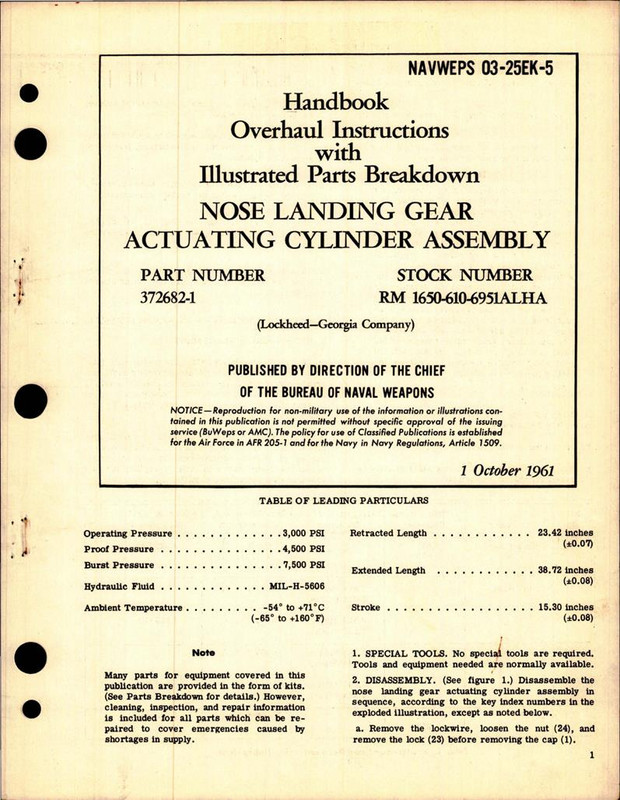 NAVWEPS 03-25EK-5
Handbook
Overhaul Instructions
with
Illustrated Parts Breakdown
NOSE LANDING GEAR
ACTUATING CYLINDER ASSEMBLY
PART NUMBER
372682-1
STOCK NUMBER
RM 1650-610-6951ALHA
(Lockheed—Georgia Company)
PUBLISHED BY DIRECTION OF THE CHIEF
OF THE BUREAU OF NAVAL WEAPONS
NOTICE—Reproduction for non-military use of the information or illustrations con-
tained in this publication is not permitted without specific approval of the issuing
service (BuWeps or AMC). The policy for use of Classified Publications is established
for the Air Force in AFR 205-1 and for the Navy in Navy Regulations, Article 1509.
1 October 1961
TABLE OF LEADING PARTICULARS
Operating Pressure . . . . . . . . . . . . . 3,000 PSI
Proof Pressure . . . . . . . . . . . . . . . 4,500 PSI
Burst Pressure . . . . . . . . . . . . . . . 7,500 PSI
Hydraulic Fluid . . . . . . . . . . . . . MIL-H-5606
Ambient Temperature . . . . . . . . . -54° to +71°C
(-65° to +160°F)
Retracted Length . . . . . . . . . . . . 23.42 inches
(±0.07)
Extended Length . . . . . . . . . . . . 38.72 inches
(±0.08)
Stroke . . . . . . . . . . . . . . . . . . 15.30 inches
(±0.08)
Note
Many parts for equipment covered in this
publication are provided in the form of kits.
(See Parts Breakdown for details.) However,
cleaning, inspection, and repair information
is included for all parts which can be re-
paired to cover emergencies caused by
shortages in supply.
1. SPECIAL TOOLS. No special tools are required.
Tools and equipment needed are normally available.
2. DISASSEMBLY. (See figure 1.) Disassemble the
nose landing gear actuating cylinder assembly in
sequence, according to the key index numbers in the
exploded illustration, except as noted below.
a. Remove the lockwire, loosen the nut (24), and
remove the lock (23) before removing the cap (1).
1